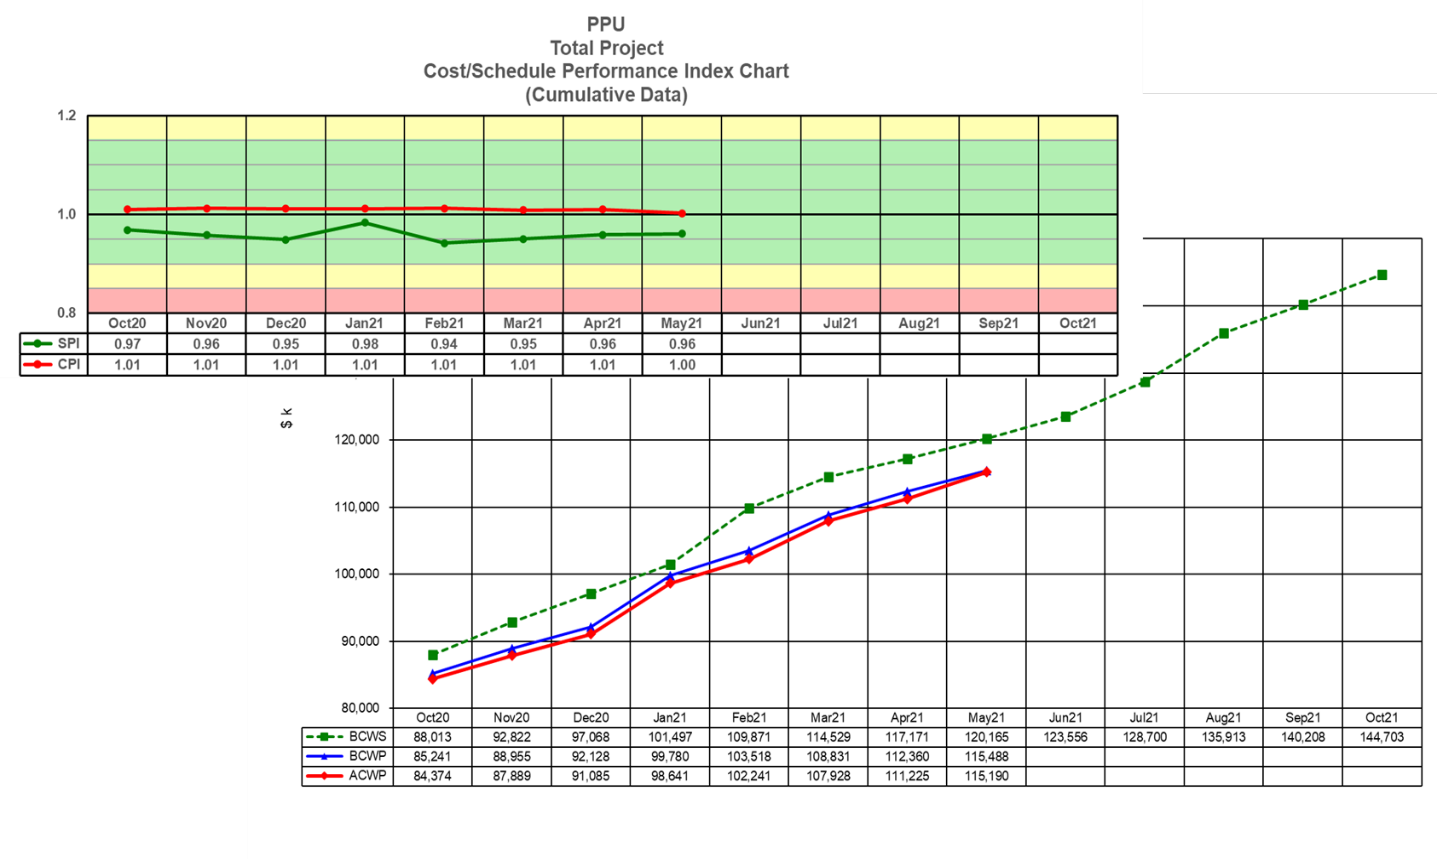 PPU
Total Project
Cost/Schedule Performance Index Chart
(Cumulative Data)
1.2
1.0
0.8
Oct20 Nov20 Dec20 Jan21 Feb21 Mar21 Apr21 May21 Jun21 Jul21 Aug21 Sep21 Oct21
SPI 0.97 0.96 0.95 0.98 0.94 0.95 0.96 0.96
CPI 1.01 1.01 1.01 1.01 1.01 1.01 1.01 1.00
$ k
120,000
110,000
100,000
90,000
80,000
Oct20 Nov20 Dec20 Jan21 Feb21 Mar21 Apr21 May21 Jun21 Jul21 Aug21 Sep21 Oct21
BCWS 88,013 92,822 97,068 101,497 109,871 114,529 117,171 120,165 123,556 128,700 135,913 140,208 144,703
BCWP 85,241 88,955 92,128 99,780 103,518 108,831 112,360 115,488
ACWP 84,374 87,889 91,085 98,641 102,241 107,928 111,225 115,190